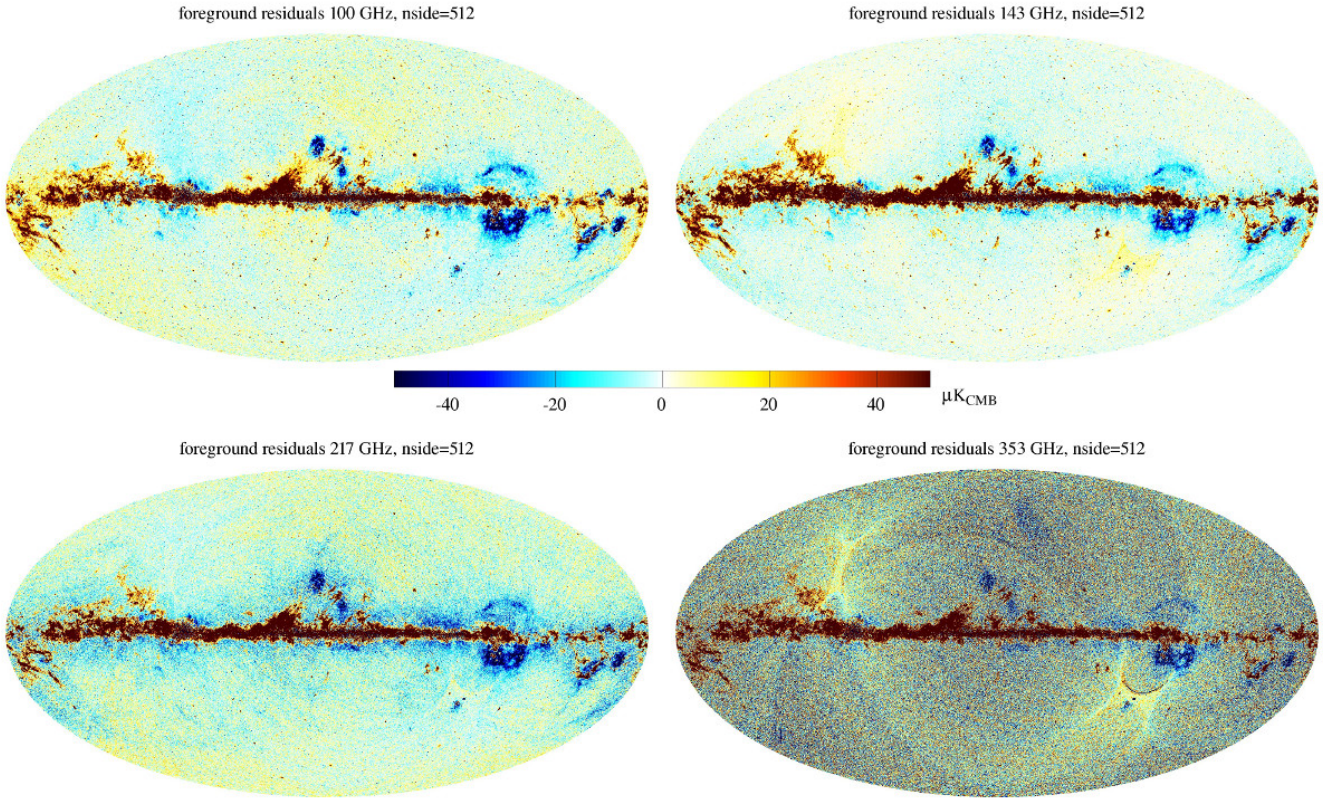 foreground residuals 100 GHz, nside=512
foreground residuals 143 GHz, nside=512
-40 -20 0 20 40 μK_CMB
foreground residuals 217 GHz, nside=512
foreground residuals 353 GHz, nside=512